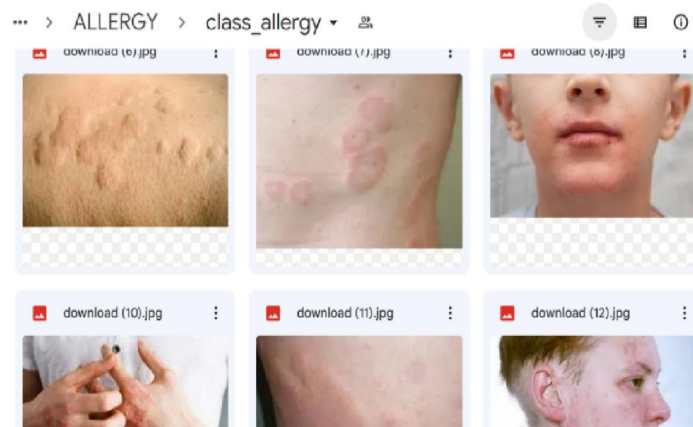 ALLERGY > class_allergy
download (6).jpg
download (7).jpg
download (8).jpg
download (10).jpg
download (11).jpg
download (12).jpg